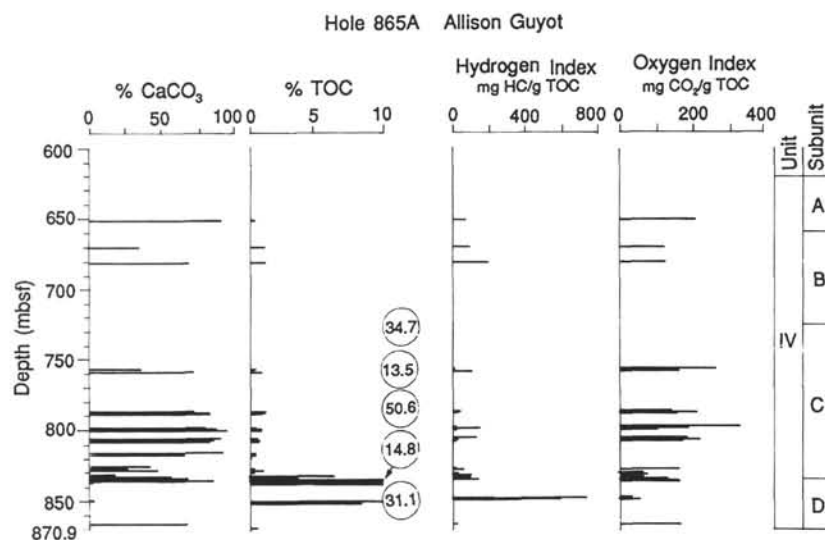 Hole 865A Allison Guyot
% CaCO3
0 50 100
% TOC
0 5 10
Hydrogen Index
mg HC/g TOC
0 400 800
Oxygen Index
mg CO2/g TOC
0 200 400
Unit
Subunit
Depth (mbsf)
600
650
700
750
800
850
870.9
34.7
13.5
50.6
14.8
31.1
IV
A
B
C
D